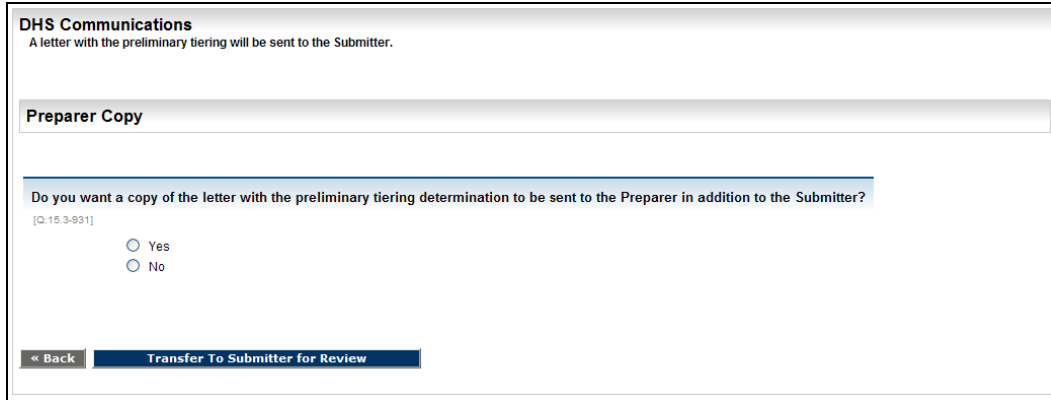 DHS Communications
A letter with the preliminary tiering will be sent to the Submitter.
Preparer Copy
Do you want a copy of the letter with the preliminary tiering determination to be sent to the Preparer in addition to the Submitter?
[Q:15.3-931]
Yes
No
« Back
Transfer To Submitter for Review